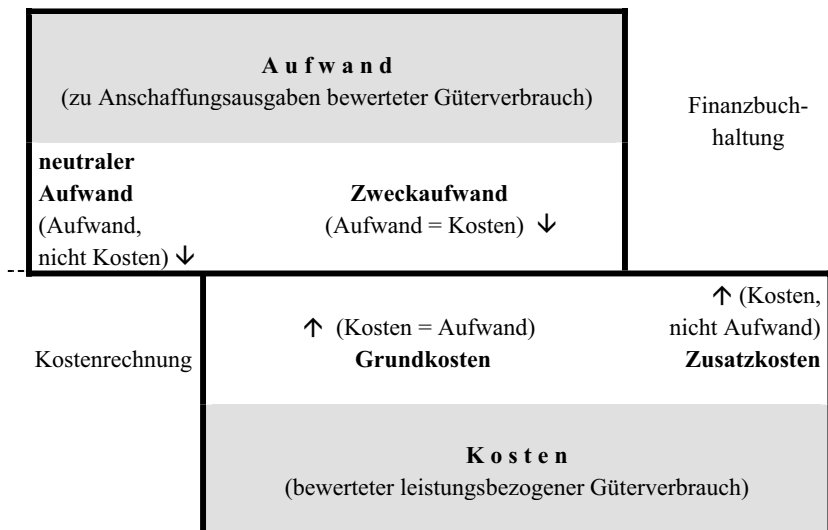 A u f w a n d
(zu Anschaffungsausgaben bewerteter Güterverbrauch)
Finanzbuch-
haltung
neutraler
Aufwand
(Aufwand,
nicht Kosten) ↓
Zweckaufwand
(Aufwand = Kosten) ↓
Kostenrechnung
↑ (Kosten = Aufwand)
Grundkosten
↑ (Kosten,
nicht Aufwand)
Zusatzkosten
K o s t e n
(bewerteter leistungsbezogener Güterverbrauch)